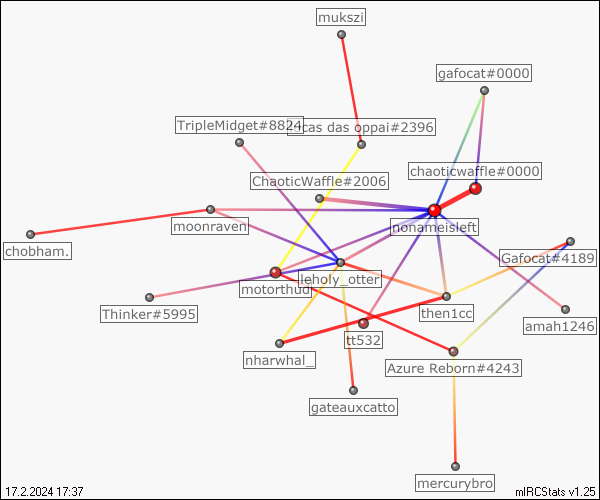 mukszi
gafocat#0000
TripleMidget#8824
cas das oppai#2396
chaoticwaffle#0000
ChaoticWaffle#2006
moonraven
nonameisleft
chobham.
Gafocat#4189
leholy_otter
motorthud
Thinker#5995
then1cc
amah1246
tt532
nharwhal_
Azure Reborn#4243
gateauxcatto
mercurybro
17.2.2024 17:37
mIRCStats v1.25